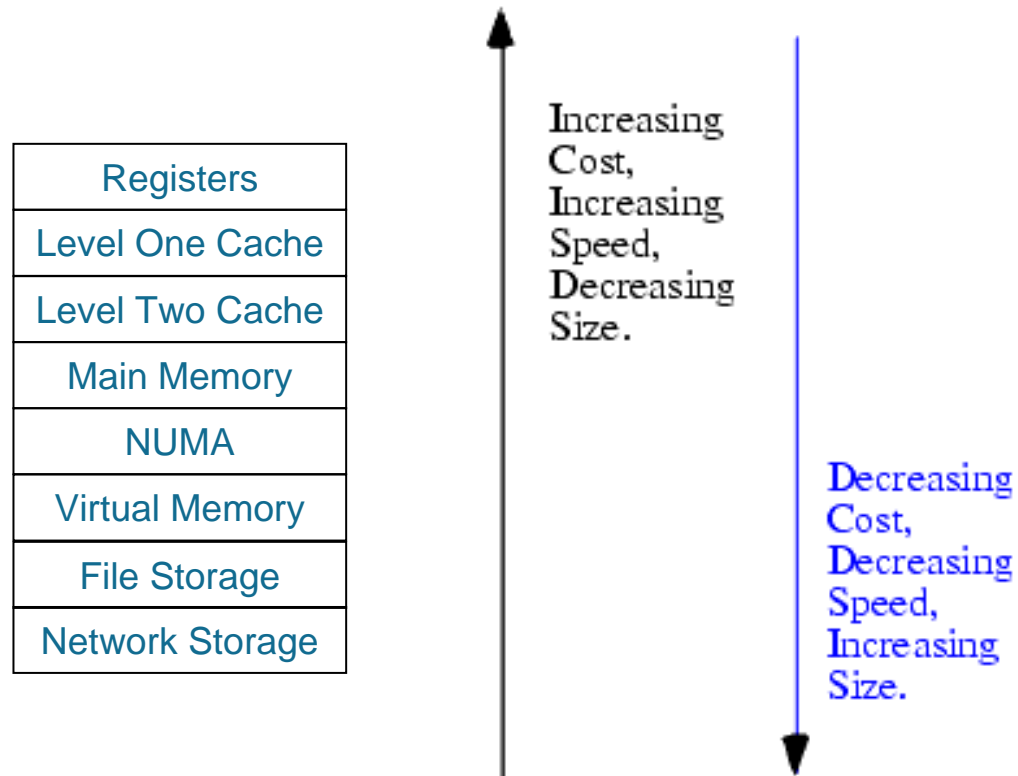 Registers
Level One Cache
Level Two Cache
Main Memory
NUMA
Virtual Memory
File Storage
Network Storage
Increasing
Cost,
Increasing
Speed,
Decreasing
Size.
Decreasing
Cost,
Decreasing
Speed,
Increasing
Size.